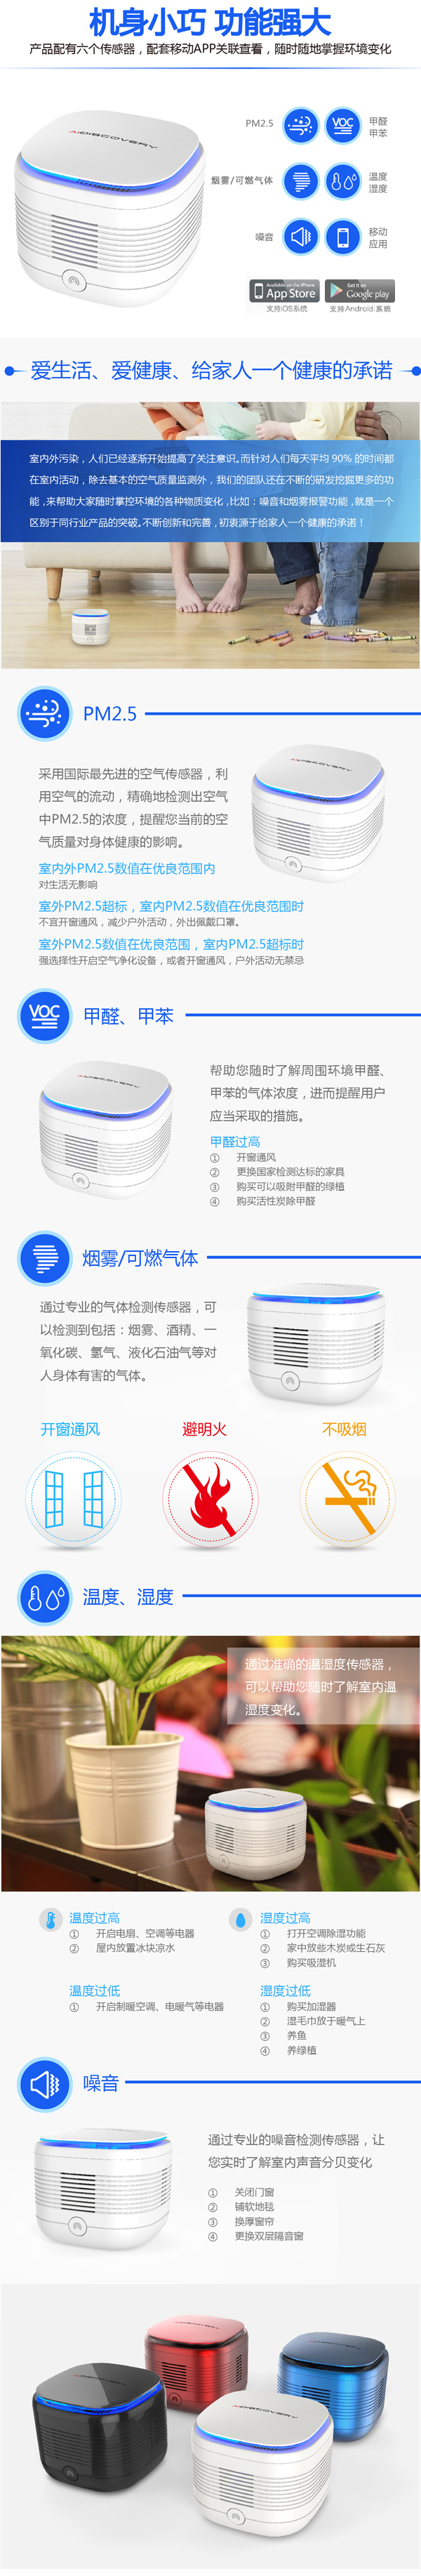 机身小巧 功能强大
产品配有六个传感器，配套移动APP关联查看，随时随地掌握环境变化
AIDISCOVERY
PM2.5
VOC
甲醛
甲苯
烟雾/可燃气体
温度
湿度
噪音
移动
应用
Available on the iPhone
App Store
支持iOS系统
Get it on
Google play
支持Android系统
爱生活、爱健康、给家人一个健康的承诺
室内外污染，人们已经逐渐开始提高了关注意识。而针对人们每天平均 90% 的时间都
在室内活动，除去基本的空气质量监测外，我们的团队还在不断的研发挖掘更多的功
能，来帮助大家随时掌控环境的各种物质变化，比如：噪音和烟雾报警功能，就是一个
区别于同行业产品的突破。不断创新和完善，初衷源于给家人一个健康的承诺！
PM2.5
采用国际最先进的空气传感器，利
用空气的流动，精确地检测出空气
中PM2.5的浓度，提醒您当前的空
气质量对身体健康的影响。
AIDISCOVERY
室内外PM2.5数值在优良范围内
对生活无影响
室外PM2.5超标，室内PM2.5数值在优良范围时
不宜开窗通风，减少户外活动，外出佩戴口罩。
室外PM2.5数值在优良范围，室内PM2.5超标时
强选择性开启空气净化设备，或者开窗通风，户外活动无禁忌
VOC
甲醛、甲苯
AIDISCOVERY
帮助您随时了解周围环境甲醛、
甲苯的气体浓度，进而提醒用户
应当采取的措施。
甲醛过高
① 开窗通风
② 更换国家检测达标的家具
③ 购买可以吸附甲醛的绿植
④ 购买活性炭除甲醛
烟雾/可燃气体
通过专业的气体检测传感器，可
以检测到包括：烟雾、酒精、一
氧化碳、氢气、液化石油气等对
人身体有害的气体。
开窗通风
避明火
不吸烟
温度、湿度
通过准确的温湿度传感器，
可以帮助您随时了解室内温
湿度变化。
温度过高
① 开启电扇、空调等电器
② 屋内放置冰块凉水
湿度过高
① 打开空调除湿功能
② 家中放些木炭或生石灰
③ 购买吸湿机
温度过低
① 开启制暖空调、电暖气等电器
湿度过低
① 购买加湿器
② 湿毛巾放于暖气上
③ 养鱼
④ 养绿植
噪音
通过专业的噪音检测传感器，让
您实时了解室内声音分贝变化
① 关闭门窗
② 铺软地毯
③ 换厚窗帘
④ 更换双层隔音窗
AIDISCOVERY